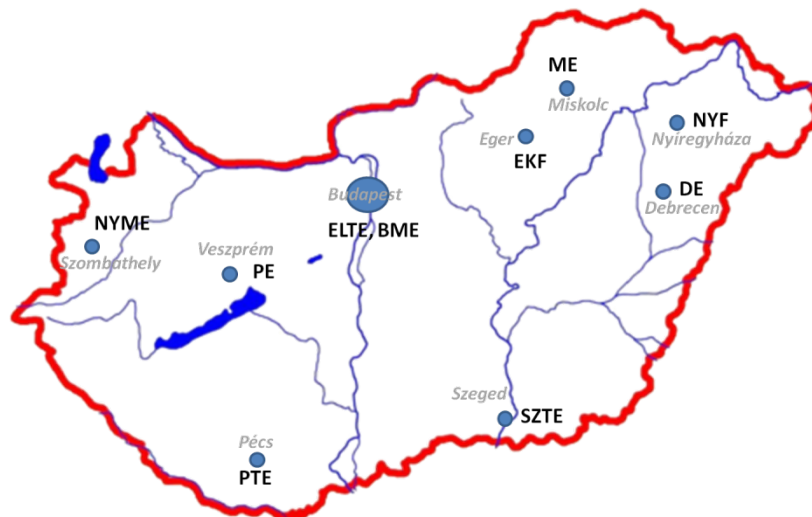 ME
Miskolc
NYF
Nyíregyháza
Eger
EKF
DE
Debrecen
Budapest
ELTE, BME
NYME
Szombathely
Veszprém
PE
Szeged
SZTE
Pécs
PTE